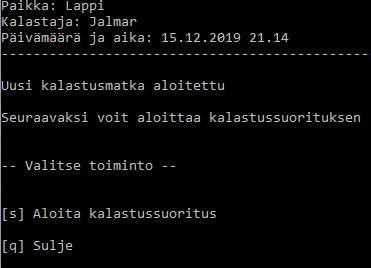 Paikka: Lappi
Kalastaja: Jalmar
Päivämäärä ja aika: 15.12.2019 21.14
-----------------------------------------------
Uusi kalastusmatka aloitettu
Seuraavaksi voit aloittaa kalastussuorituksen
-- Valitse toiminto --
[s] Aloita kalastussuoritus
[q] Sulje